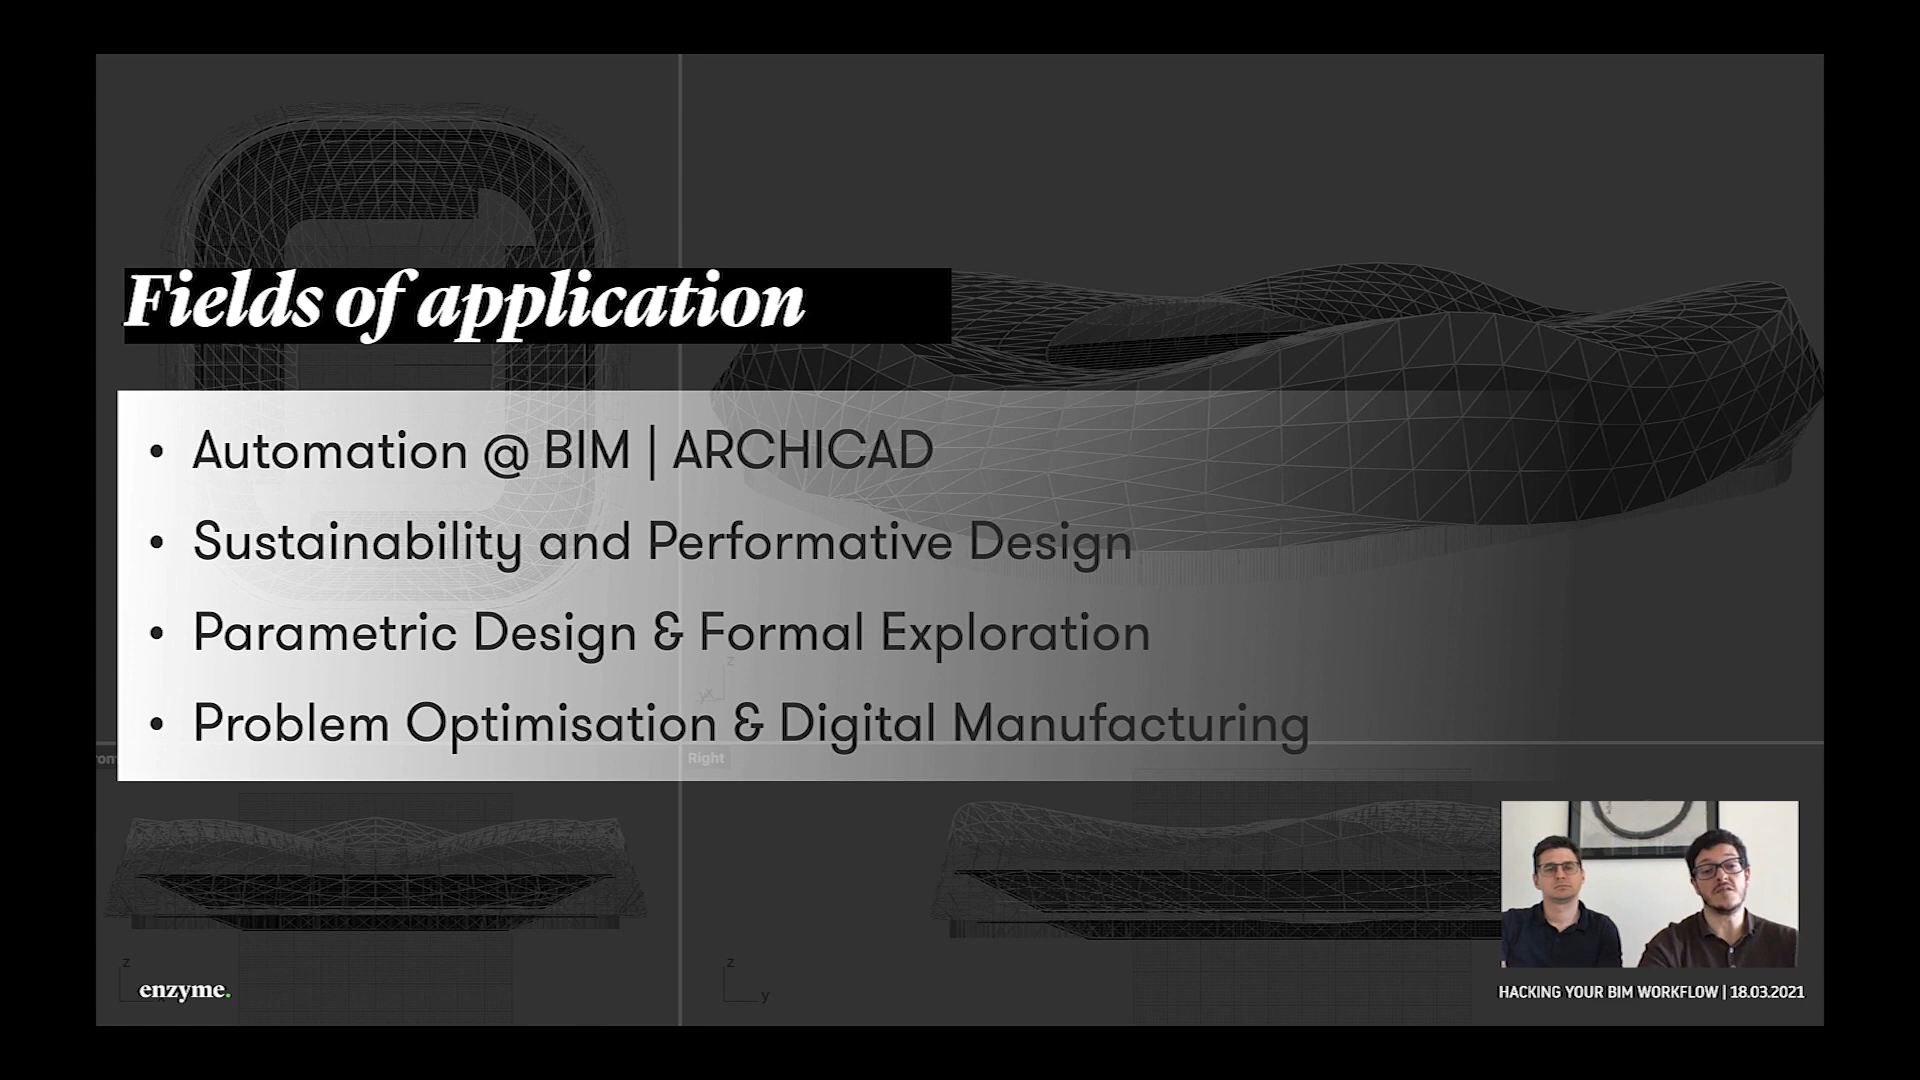 Fields of application
• Automation @ BIM | ARCHICAD
• Sustainability and Performative Design
• Parametric Design & Formal Exploration
• Problem Optimisation & Digital Manufacturing
Right
z
z
y
z
enzyme.
HACKING YOUR BIM WORKFLOW | 18.03.2021